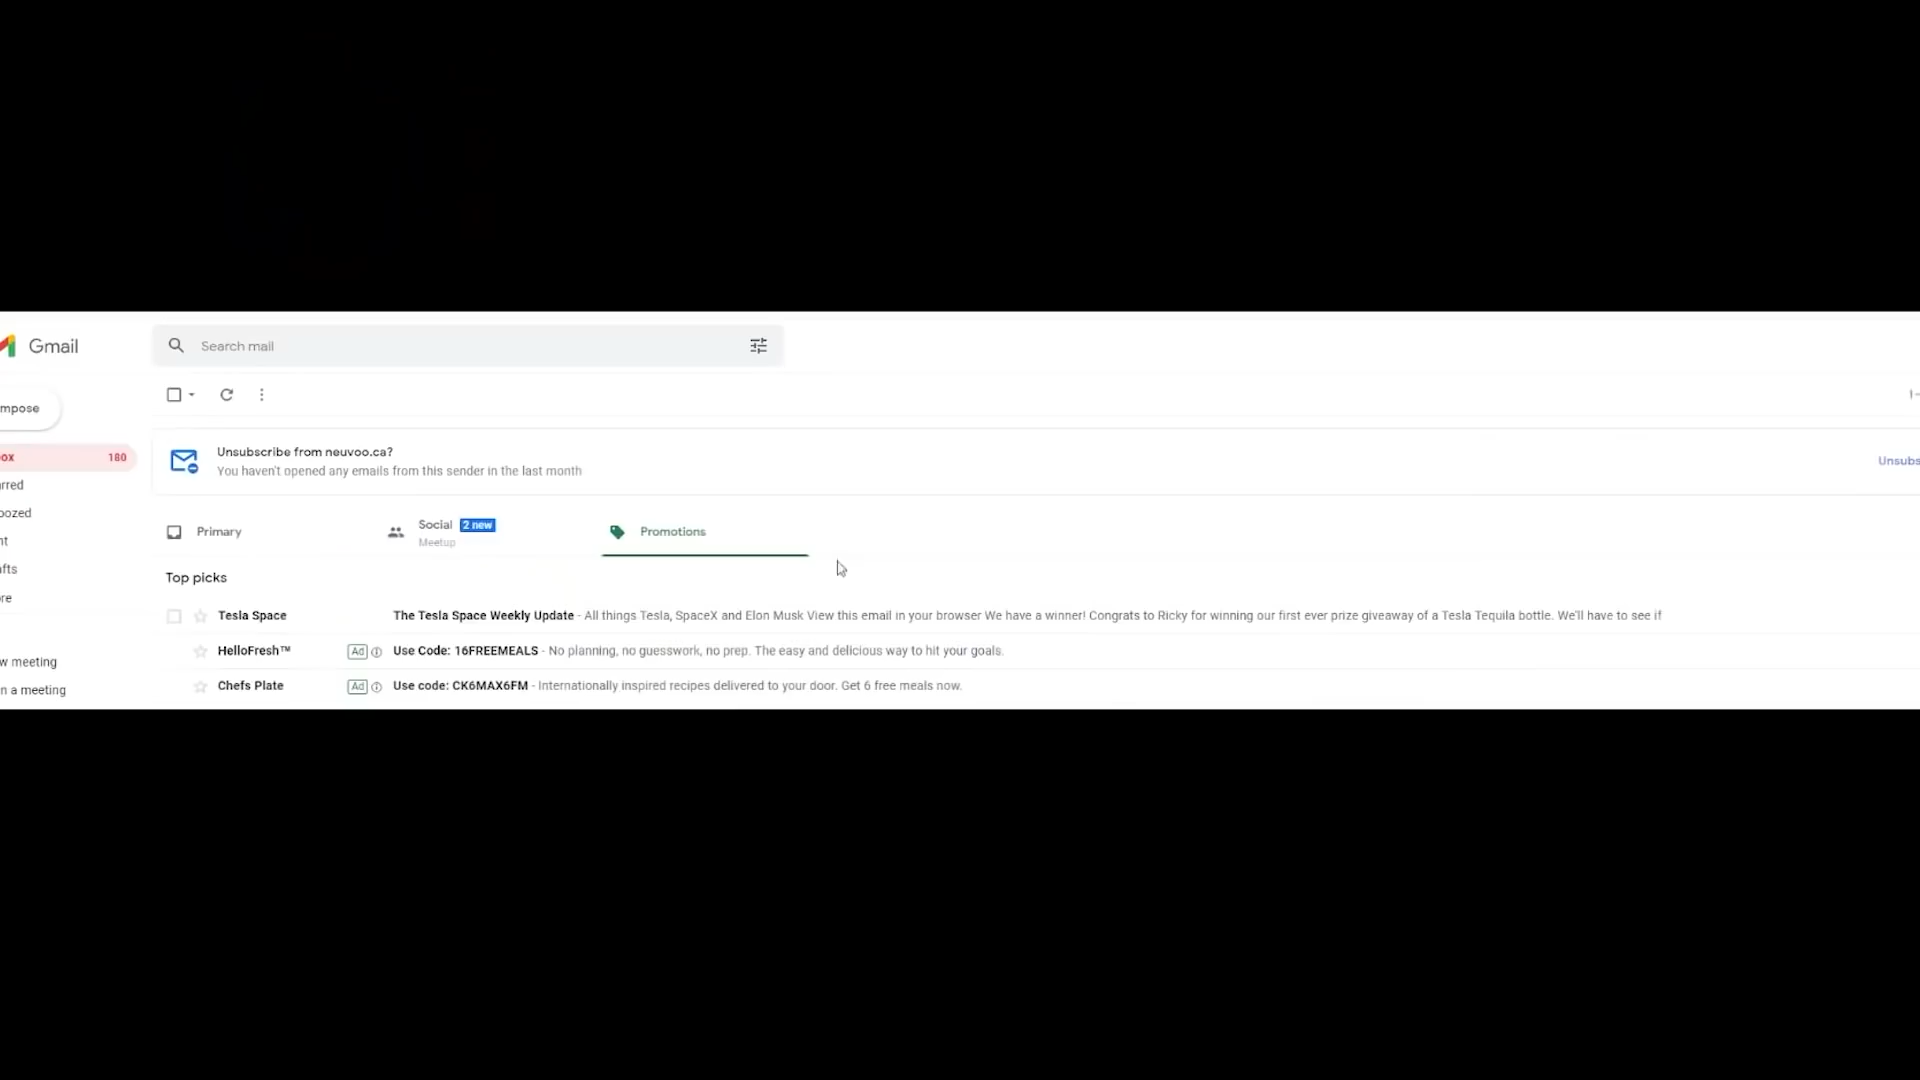 Gmail
Search mail
mpose
ox 180
Unsubscribe from neuvoo.ca?
You haven't opened any emails from this sender in the last month
Unsubs
rred
oozed
nt
afts
re
Primary
Social 2 new
Meetup
Promotions
Top picks
Tesla Space The Tesla Space Weekly Update - All things Tesla, SpaceX and Elon Musk View this email in your browser We have a winner! Congrats to Ricky for winning our first ever prize giveaway of a Tesla Tequila bottle. We'll have to see if
HelloFresh™ Ad Use Code: 16FREEMEALS - No planning, no guesswork, no prep. The easy and delicious way to hit your goals.
w meeting
Chefs Plate Ad Use code: CK6MAX6FM - Internationally inspired recipes delivered to your door. Get 6 free meals now.
n a meeting